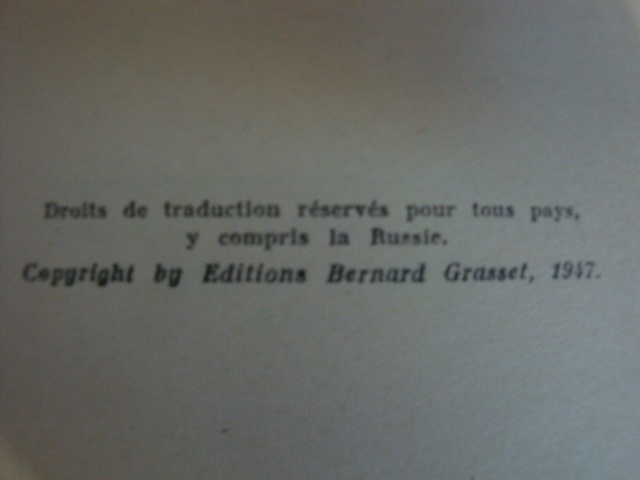 Droits de traduction réservés pour tous pays,
y compris la Russie.
Copyright by Editions Bernard Grasset, 1947.